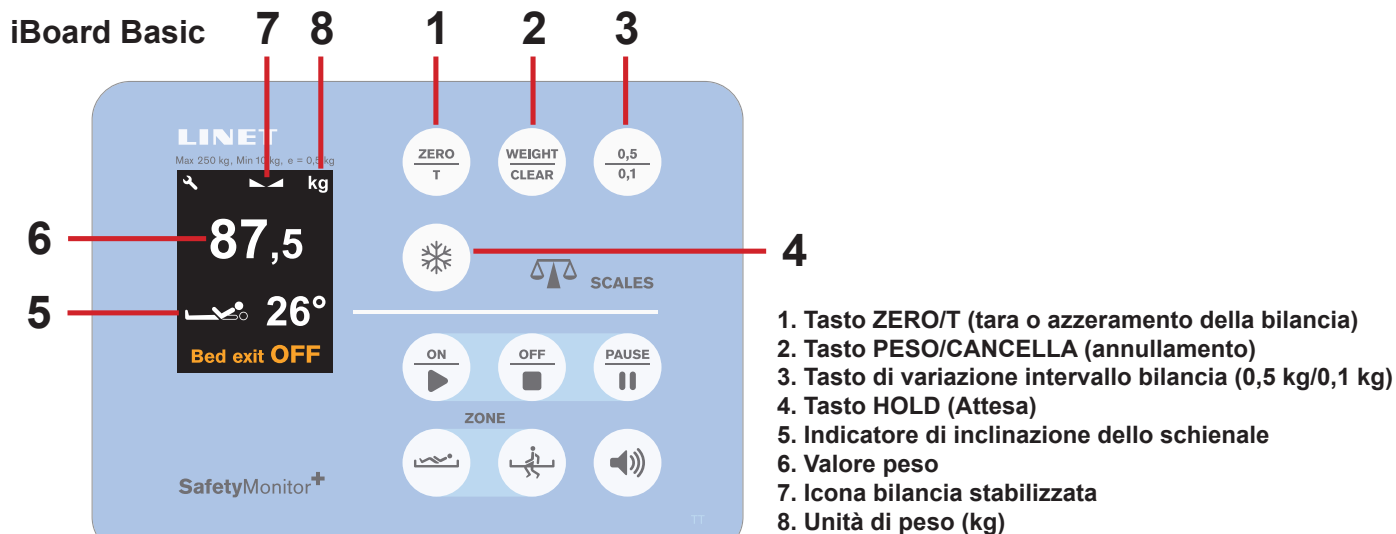 iBoard Basic
7 8 1 2 3
LINET
Max 250 kg, Min 10 kg, e = 0,5 kg
kg
ZERO
T
WEIGHT
CLEAR
0,5
0,1
6
87,5
4
SCALES
5
26°
Bed exit OFF
ON
OFF
PAUSE
ZONE
SafetyMonitor+
TT
1. Tasto ZERO/T (tara o azzeramento della bilancia)
2. Tasto PESO/CANCELLA (annullamento)
3. Tasto di variazione intervallo bilancia (0,5 kg/0,1 kg)
4. Tasto HOLD (Attesa)
5. Indicatore di inclinazione dello schienale
6. Valore peso
7. Icona bilancia stabilizzata
8. Unità di peso (kg)